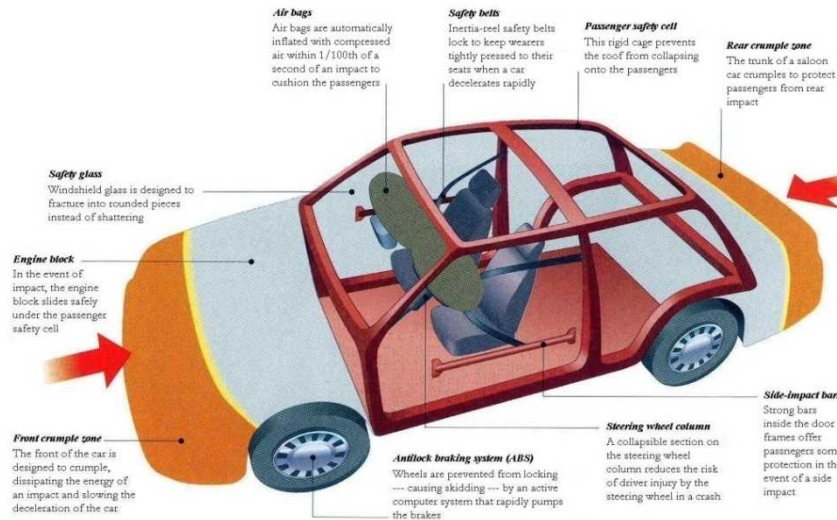 Air bags
Air bags are automatically
inflated with compressed
air within 1/100th of a
second of an impact to
cushion the passengers
Safety belts
Inertia-reel safety belts
lock to keep wearers
tightly pressed to their
seats when a car
decelerates rapidly
Passenger safety cell
This rigid cage prevents
the roof from collapsing
onto the passengers
Rear crumple zone
The trunk of a saloon
car crumples to protect
passengers from rear
impact
Safety glass
Windshield glass is designed to
fracture into rounded pieces
instead of shattering
Engine block
In the event of
impact, the engine
block slides safely
under the passenger
safety cell
Front crumple zone
The front of the car is
designed to crumple,
dissipating the energy of
an impact and slowing the
deceleration of the car
Antilock braking system (ABS)
Wheels are prevented from locking
--- causing skidding --- by an active
computer system that rapidly pumps
the brakes
Steering wheel column
A collapsible section on
the steering wheel
column reduces the risk
of driver injury by the
steering wheel in a crash
Side-impact bar
Strong bars
inside the door
frames offer
passnegers som
protection in th
event of a side
impact